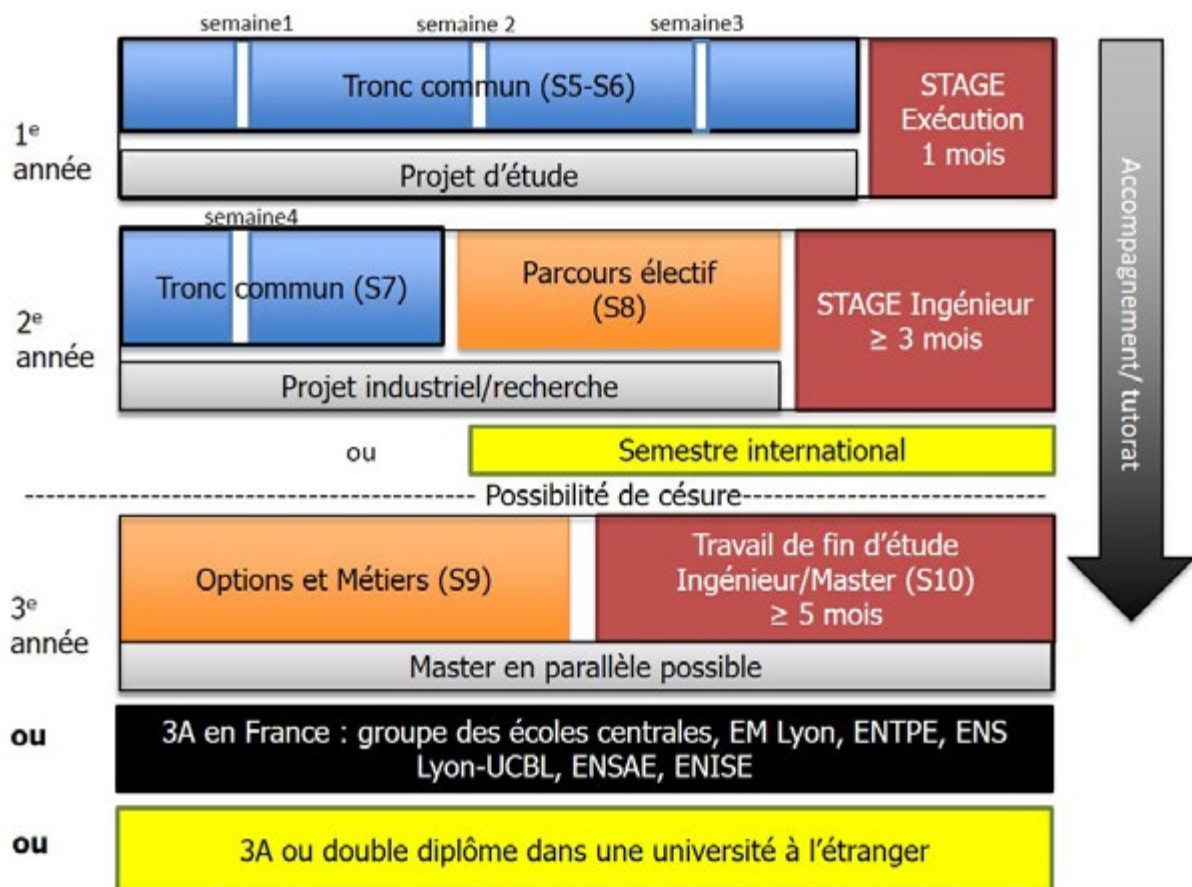 semaine1
semaine 2
semaine3
Tronc commun (S5-S6)
STAGE
Exécution
1 mois
1e
année
Projet d'étude
semaine4
Tronc commun (S7)
Parcours électif
(S8)
STAGE Ingénieur
≥ 3 mois
2e
année
Projet industriel/recherche
ou
Semestre international
Possibilité de césure
Options et Métiers (S9)
Travail de fin d'étude
Ingénieur/Master (S10)
≥ 5 mois
3e
année
Master en parallèle possible
ou
3A en France : groupe des écoles centrales, EM Lyon, ENTPE, ENS
Lyon-UCBL, ENSAE, ENISE
ou
3A ou double diplôme dans une université à l'étranger
Accompagnement/ tutorat